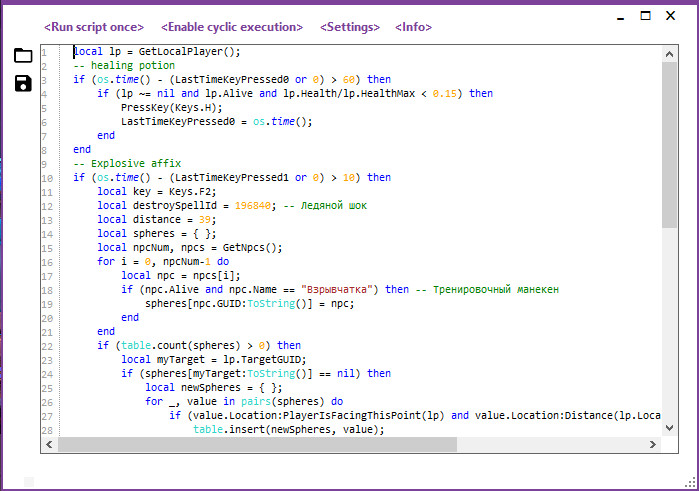 <Run script once> <Enable cyclic execution> <Settings> <Info>
1 local lp = GetLocalPlayer();
2 -- healing potion
3 if (os.time() - (LastTimeKeyPressed0 or 0) > 60) then
4 if (lp ~= nil and lp.Alive and lp.Health/lp.HealthMax < 0.15) then
5 PressKey(Keys.H);
6 LastTimeKeyPressed0 = os.time();
7 end
8 end
9 -- Explosive affix
10 if (os.time() - (LastTimeKeyPressed1 or 0) > 10) then
11 local key = Keys.F2;
12 local destroySpellId = 196840; -- Ледяной шок
13 local distance = 39;
14 local spheres = { };
15 local npcNum, npcs = GetNpcs();
16 for i = 0, npcNum-1 do
17 local npc = npcs[i];
18 if (npc.Alive and npc.Name == "Взрывчатка") then -- Тренировочный манекен
19 spheres[npc.GUID:ToString()] = npc;
20 end
21 end
22 if (table.count(spheres) > 0) then
23 local myTarget = lp.TargetGUID;
24 if (spheres[myTarget:ToString()] == nil) then
25 local newSpheres = { };
26 for _, value in pairs(spheres) do
27 if (value.Location:PlayerIsFacingThisPoint(lp) and value.Location:Distance(lp.Loca
28 table.insert(newSpheres, value);